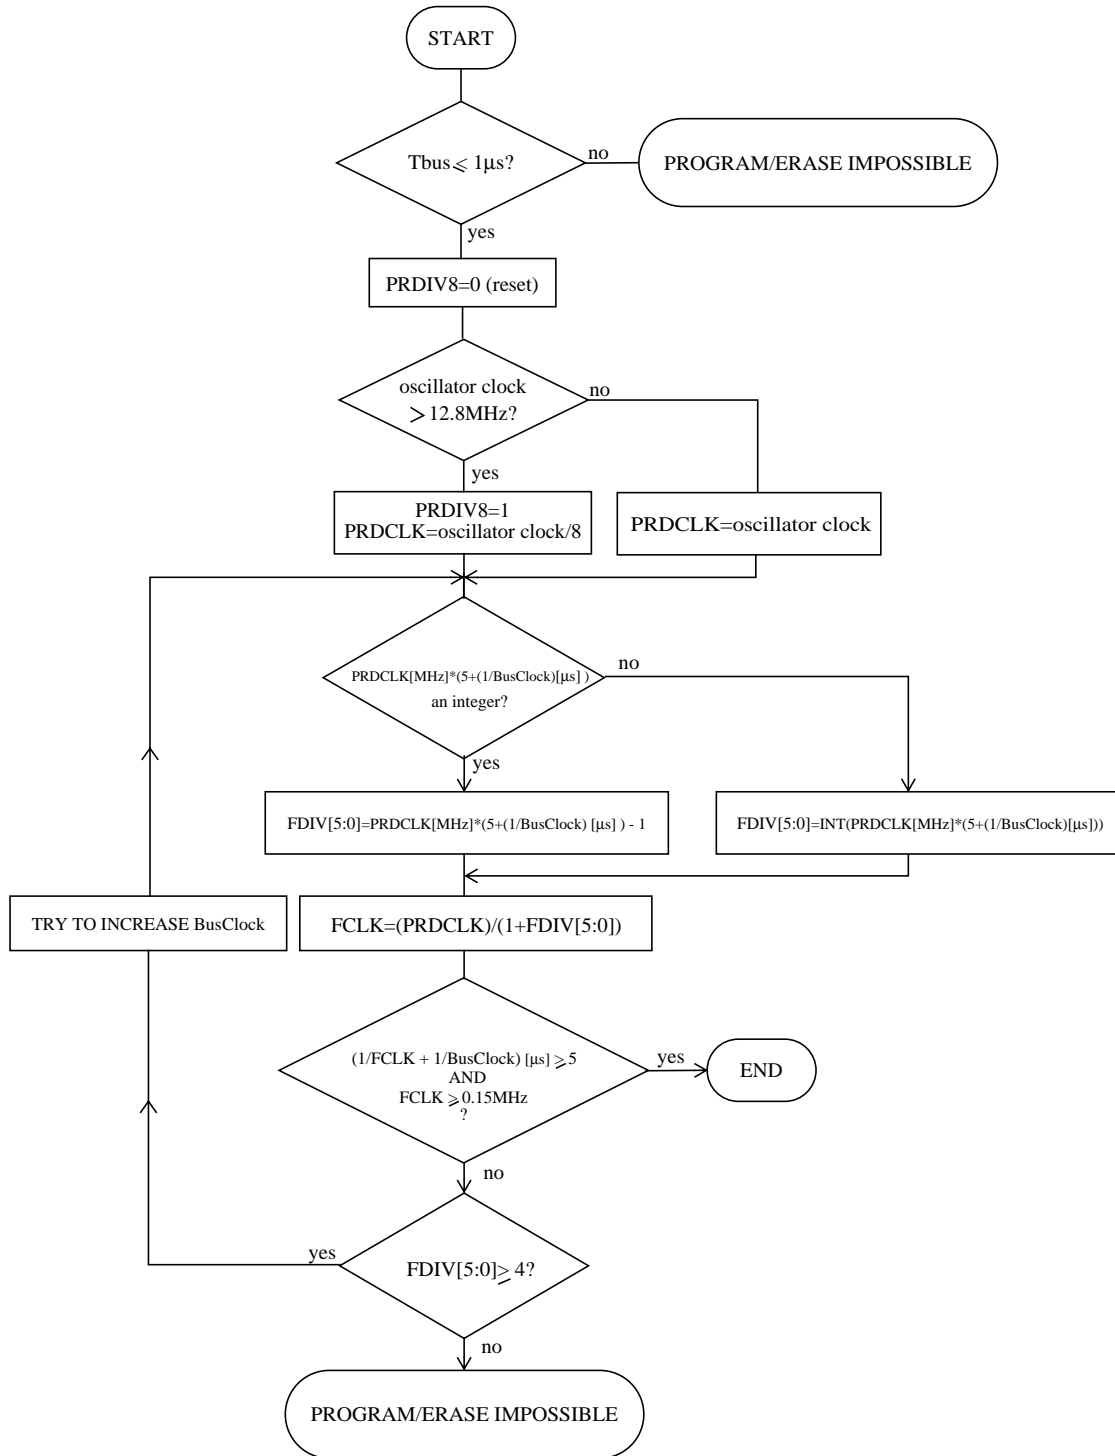 START
Tbus ⩽ 1µs?
no
PROGRAM/ERASE IMPOSSIBLE
yes
PRDIV8=0 (reset)
oscillator clock
> 12.8MHz?
no
yes
PRDIV8=1
PRDCLK=oscillator clock/8
PRDCLK=oscillator clock
PRDCLK[MHz]*(5+(1/BusClock)[µs] )
an integer?
no
yes
FDIV[5:0]=PRDCLK[MHz]*(5+(1/BusClock) [µs] ) - 1
FDIV[5:0]=INT(PRDCLK[MHz]*(5+(1/BusClock)[µs]))
TRY TO INCREASE BusClock
FCLK=(PRDCLK)/(1+FDIV[5:0])
(1/FCLK + 1/BusClock) [µs] ⩾ 5
AND
FCLK ⩾ 0.15MHz
?
yes
END
no
yes
FDIV[5:0] ≥ 4?
no
PROGRAM/ERASE IMPOSSIBLE